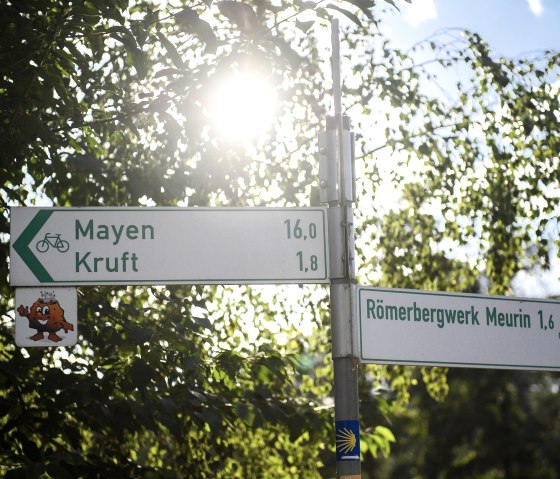 Mayen 16,0
Kruft 1,8
Römerbergwerk Meurin 1,6